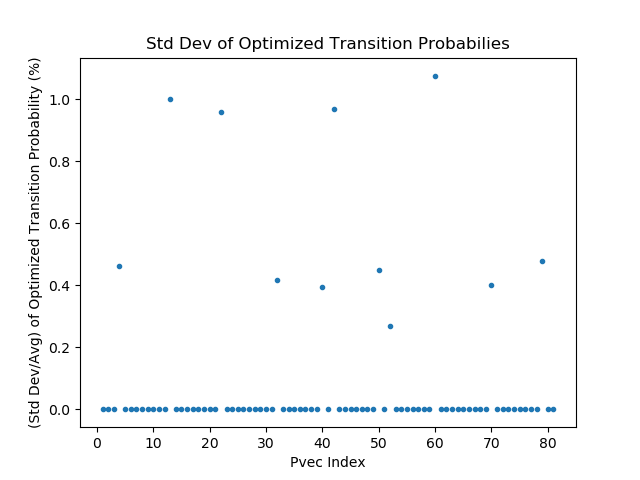 Std Dev of Optimized Transition Probabilies
(Std Dev/Avg) of Optimized Transition Probability (%)
1.0
0.8
0.6
0.4
0.2
0.0
0 10 20 30 40 50 60 70 80
Pvec Index